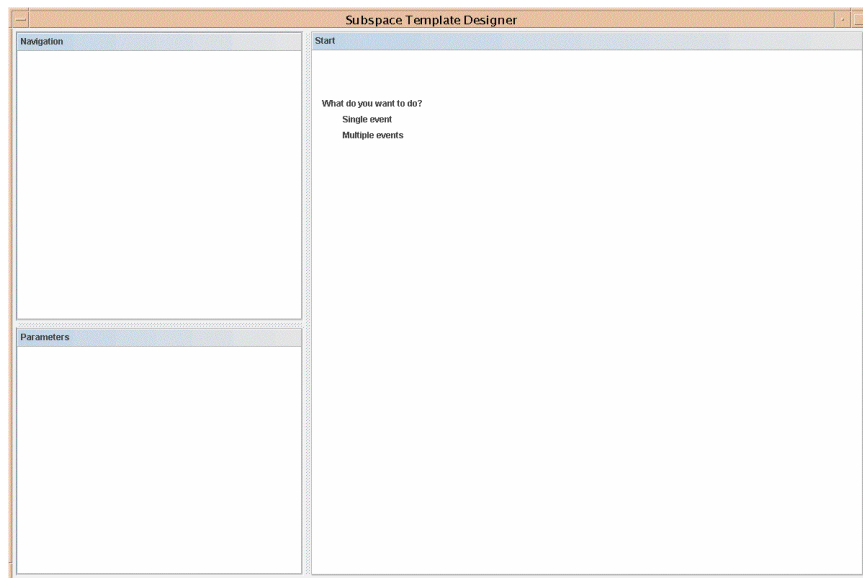 Subspace Template Designer
Navigation
Start
What do you want to do?
Single event
Multiple events
Parameters